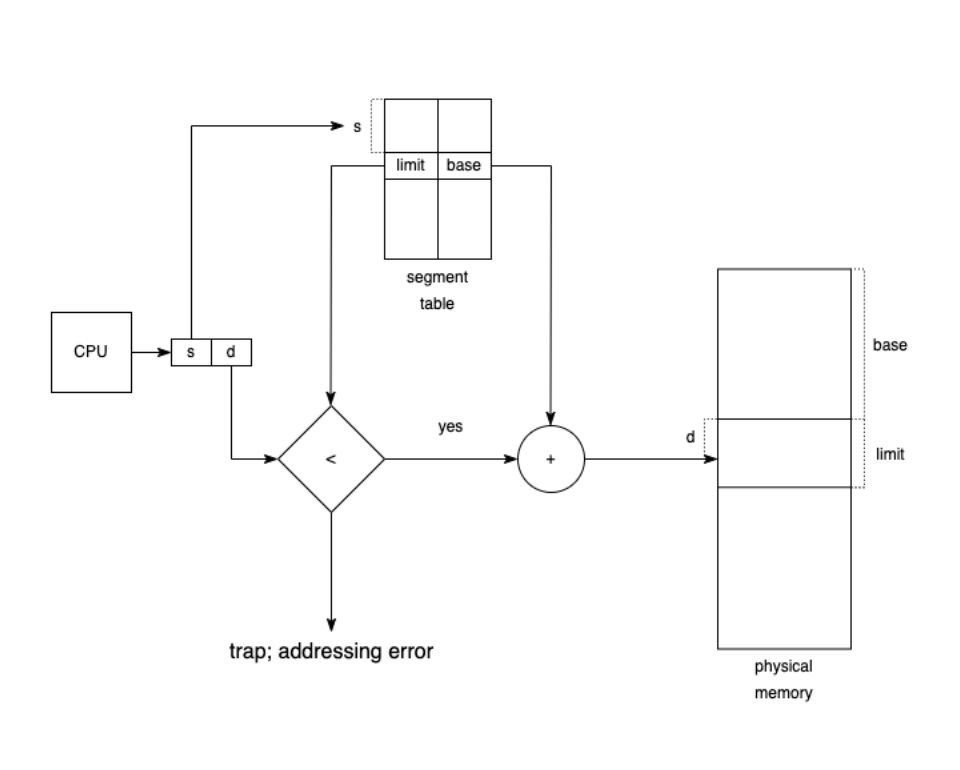 s
limit base
segment
table
CPU
s d
base
yes
d
limit
<
+
trap; addressing error
physical
memory